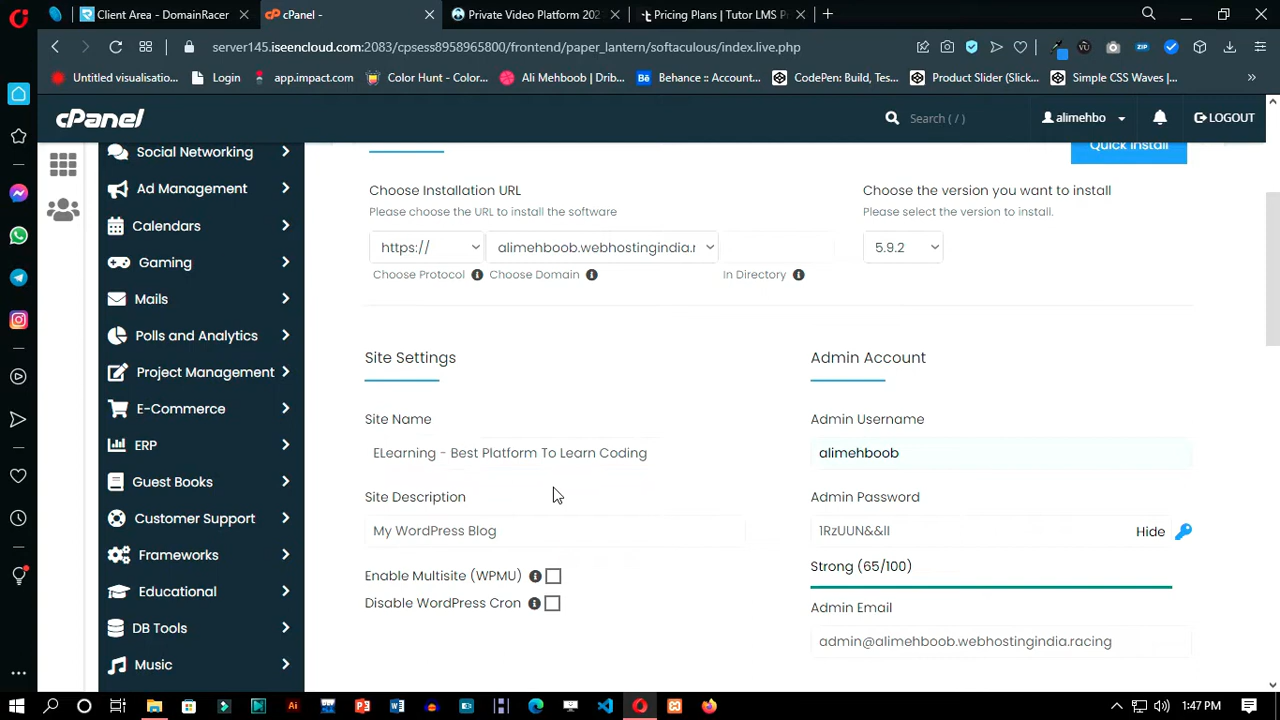 Client Area - DomainRacer
cPanel -
Private Video Platform 202
Pricing Plans | Tutor LMS P
server145.iseencloud.com:2083/cpsess8958965800/frontend/paper_lantern/softaculous/index.live.php
ZIP
Untitled visualisatio...
Login
app.impact.com
Color Hunt - Color...
Ali Mehboob | Drib...
Bē
Behance :: Account...
CodePen: Build, Tes...
Product Slider (Slick...
Simple CSS Waves |...
cPanel
Search ( / )
alimehbo
LOGOUT
Social Networking
Ad Management
Calendars
Gaming
Mails
Polls and Analytics
Project Management
E-Commerce
ERP
Guest Books
Customer Support
Frameworks
Educational
DB Tools
Music
Quick Install
Choose Installation URL
Please choose the URL to install the software
https://
alimehboob.webhostingindia.r
Choose Protocol
Choose Domain
In Directory
Choose the version you want to install
Please select the version to install.
5.9.2
Site Settings
Site Name
ELearning - Best Platform To Learn Coding
Site Description
My WordPress Blog
Enable Multisite (WPMU)
Disable WordPress Cron
Admin Account
Admin Username
alimehboob
Admin Password
Hide
Strong (65/100)
Admin Email
admin@alimehboob.webhostingindia.racing
1:47 PM